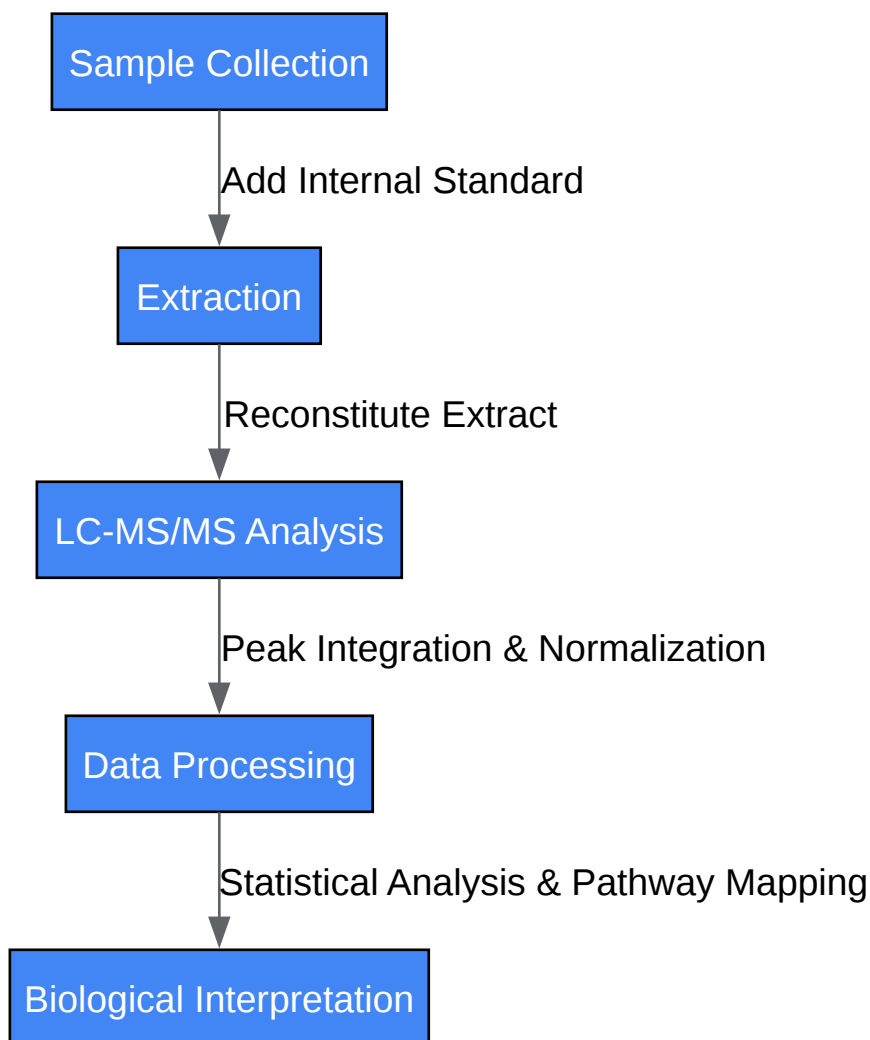 Sample Collection
Add Internal Standard
Extraction
Reconstitute Extract
LC-MS/MS Analysis
Peak Integration & Normalization
Data Processing
Statistical Analysis & Pathway Mapping
Biological Interpretation